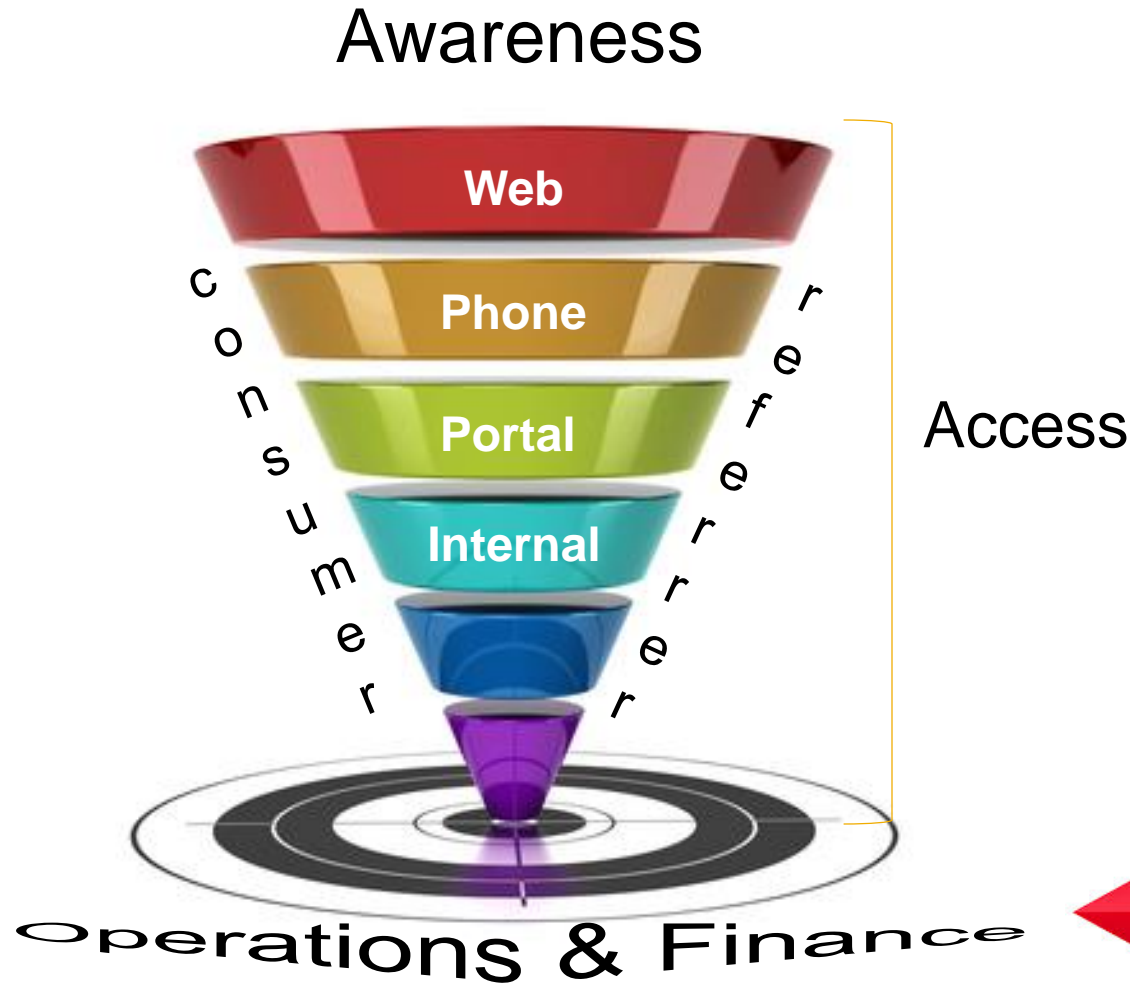 Awareness
Web
Phone
Portal
Internal
consumer
referrer
Access
Operations & Finance